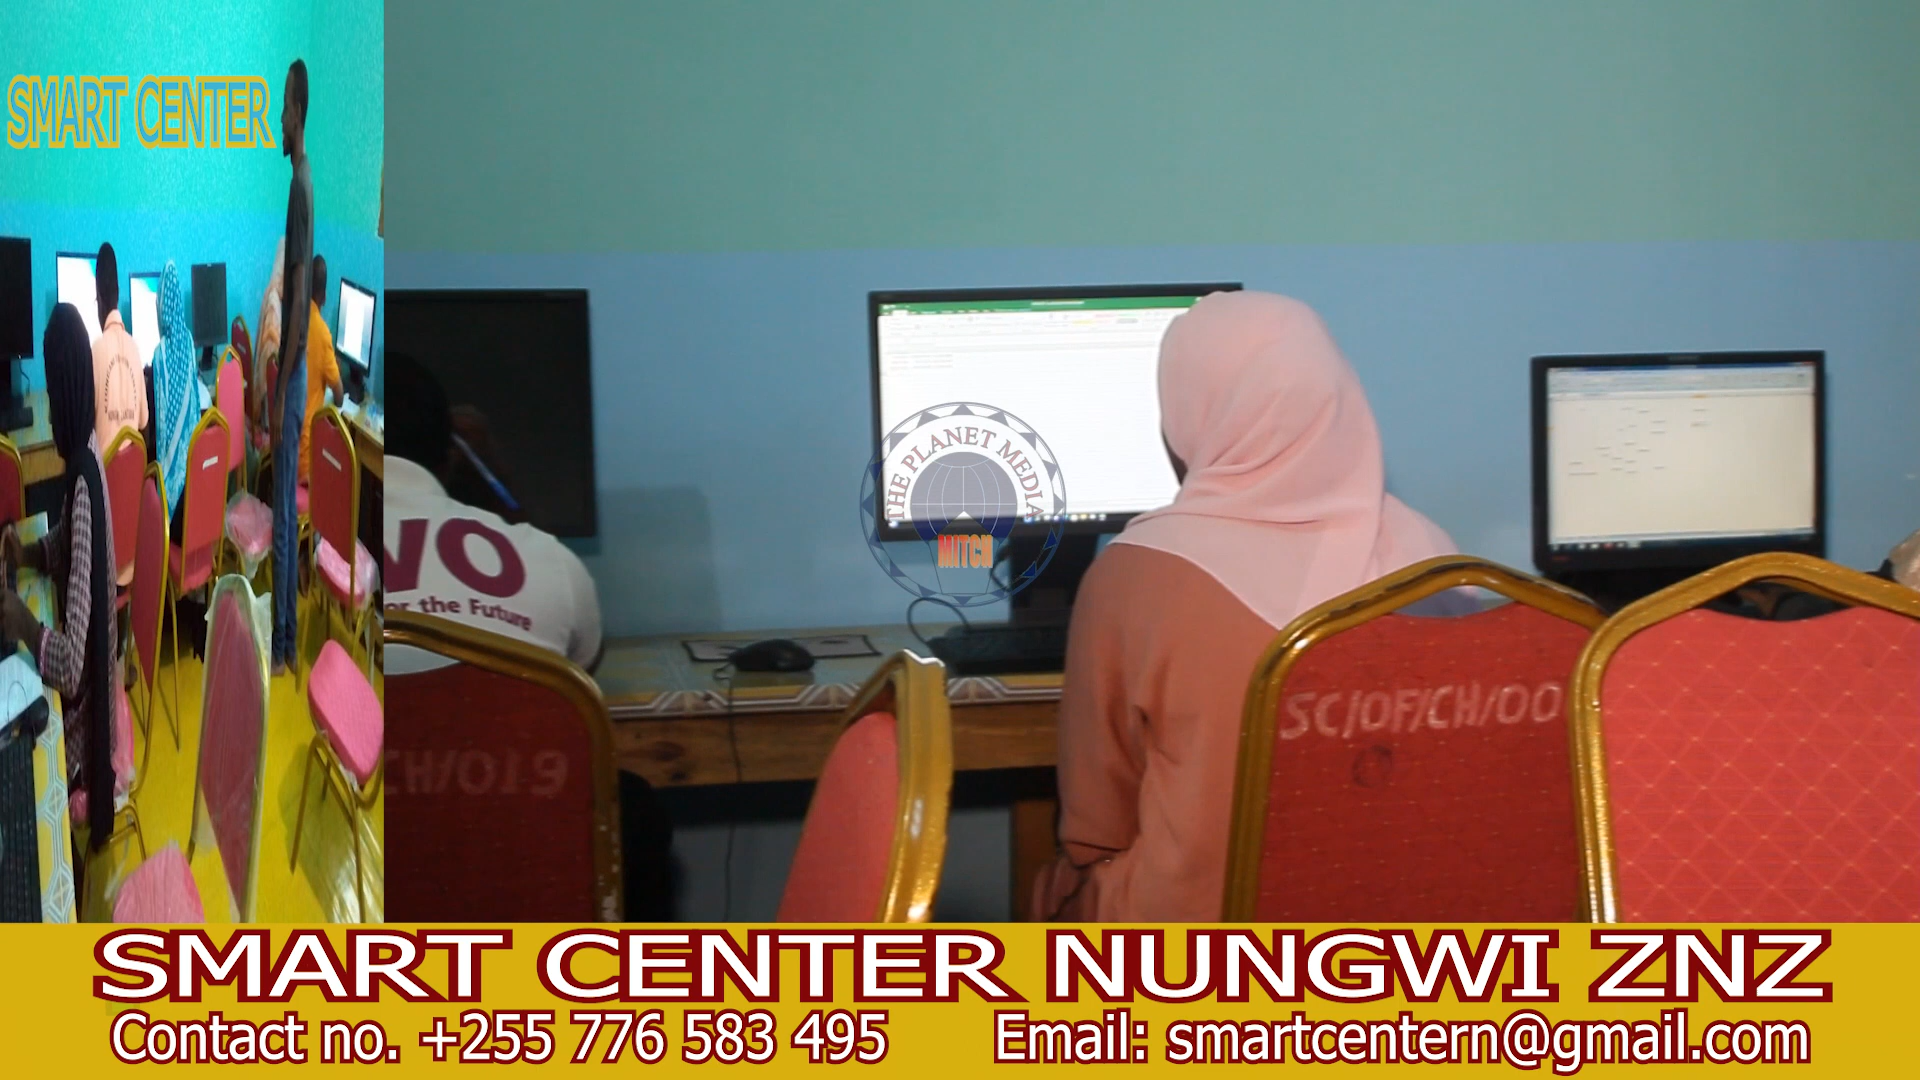 SMART CENTER
THE PLANET MEDIA
MITCH
VO
or the Future
CH/019
SC/OF/CH/00
SMART CENTER NUNGWI ZNZ
Contact no. +255 776 583 495 Email: smartcentern@gmail.com